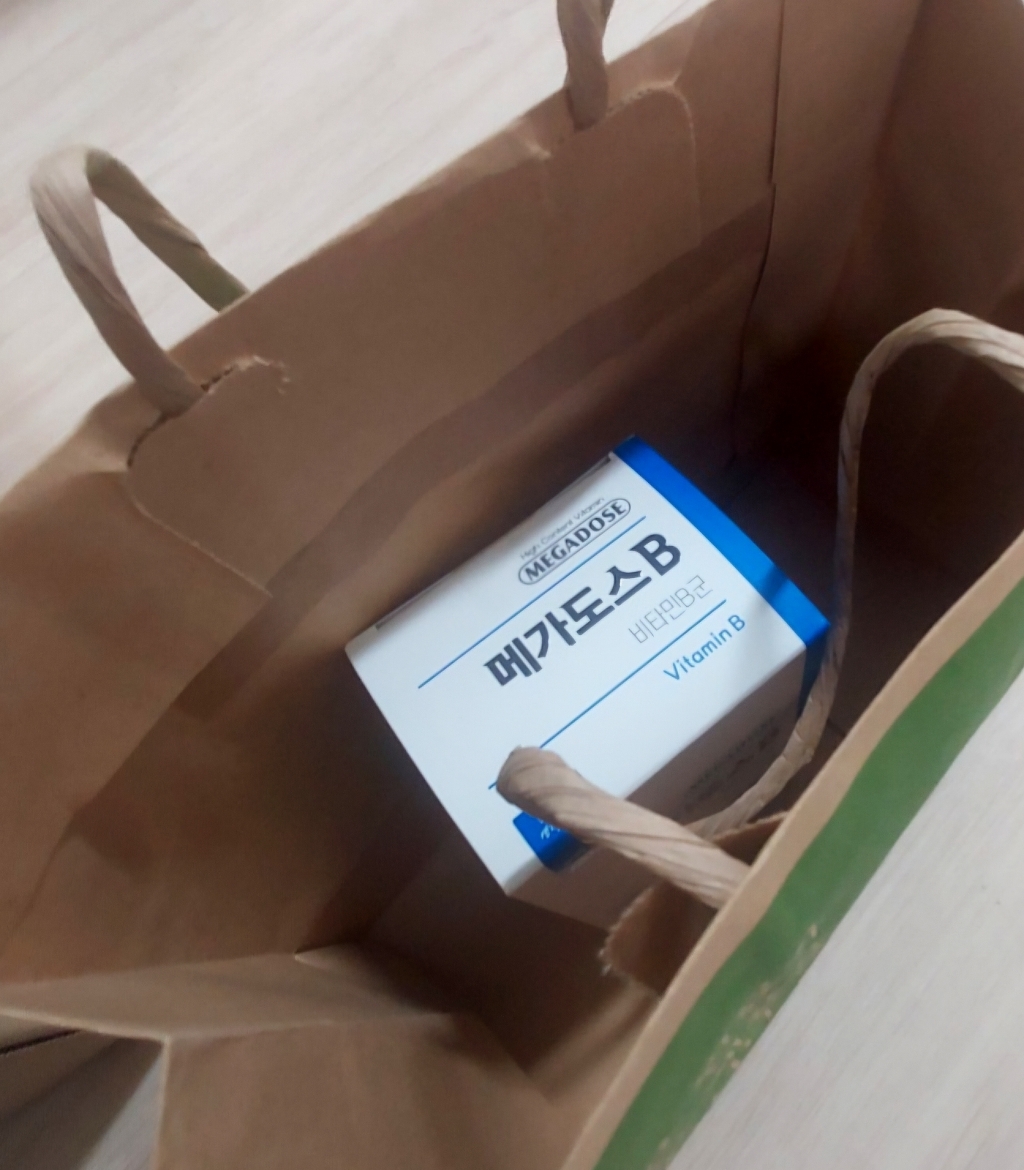 High Content Vitamin
MEGADOSE
메가도스B
비타민B군
Vitamin B